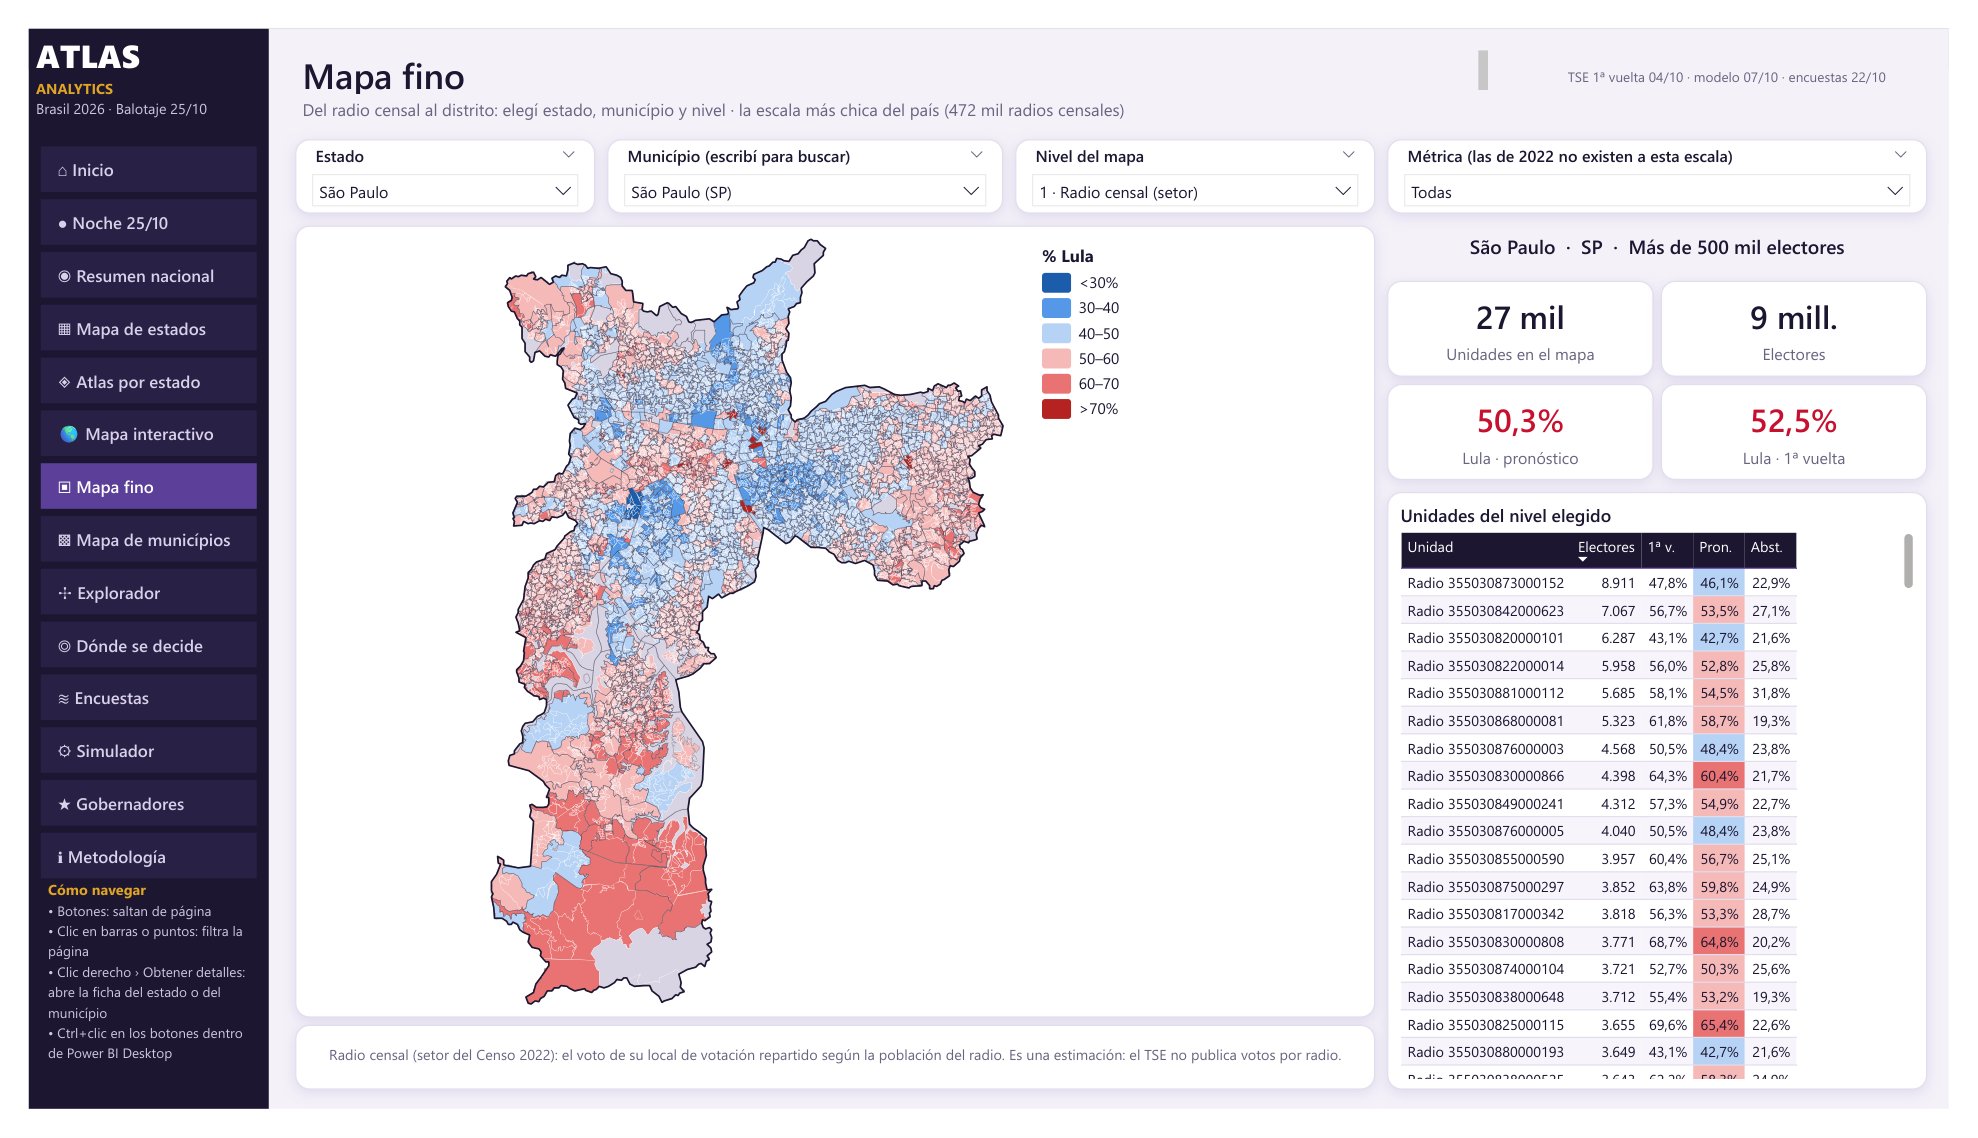 ATLAS
ANALYTICS
Brasil 2026 · Balotaje 25/10
⌂ Inicio
● Noche 25/10
◉ Resumen nacional
▦ Mapa de estados
◈ Atlas por estado
🌎 Mapa interactivo
▣ Mapa fino
▩ Mapa de municípios
✢ Explorador
◎ Dónde se decide
≋ Encuestas
⚙ Simulador
★ Gobernadores
ℹ Metodología
Cómo navegar
• Botones: saltan de página
• Clic en barras o puntos: filtra la
página
• Clic derecho › Obtener detalles:
abre la ficha del estado o del
município
• Ctrl+clic en los botones dentro
de Power BI Desktop
Mapa fino
Del radio censal al distrito: elegí estado, município y nivel · la escala más chica del país (472 mil radios censales)
TSE 1ª vuelta 04/10 · modelo 07/10 · encuestas 22/10
Estado
São Paulo
Município (escribí para buscar)
São Paulo (SP)
Nivel del mapa
1 · Radio censal (setor)
Métrica (las de 2022 no existen a esta escala)
Todas
% Lula
<30%
30–40
40–50
50–60
60–70
>70%
Radio censal (setor del Censo 2022): el voto de su local de votación repartido según la población del radio. Es una estimación: el TSE no publica votos por radio.
São Paulo · SP · Más de 500 mil electores
27 mil
Unidades en el mapa
9 mill.
Electores
50,3%
Lula · pronóstico
52,5%
Lula · 1ª vuelta
Unidades del nivel elegido
Unidad Electores 1ª v. Pron. Abst.
Radio 355030873000152 8.911 47,8% 46,1% 22,9%
Radio 355030842000623 7.067 56,7% 53,5% 27,1%
Radio 355030820000101 6.287 43,1% 42,7% 21,6%
Radio 355030822000014 5.958 56,0% 52,8% 25,8%
Radio 355030881000112 5.685 58,1% 54,5% 31,8%
Radio 355030868000081 5.323 61,8% 58,7% 19,3%
Radio 355030876000003 4.568 50,5% 48,4% 23,8%
Radio 355030830000866 4.398 64,3% 60,4% 21,7%
Radio 355030849000241 4.312 57,3% 54,9% 22,7%
Radio 355030876000005 4.040 50,5% 48,4% 23,8%
Radio 355030855000590 3.957 60,4% 56,7% 25,1%
Radio 355030875000297 3.852 63,8% 59,8% 24,9%
Radio 355030817000342 3.818 56,3% 53,3% 28,7%
Radio 355030830000808 3.771 68,7% 64,8% 20,2%
Radio 355030874000104 3.721 52,7% 50,3% 25,6%
Radio 355030838000648 3.712 55,4% 53,2% 19,3%
Radio 355030825000115 3.655 69,6% 65,4% 22,6%
Radio 355030880000193 3.649 43,1% 42,7% 21,6%